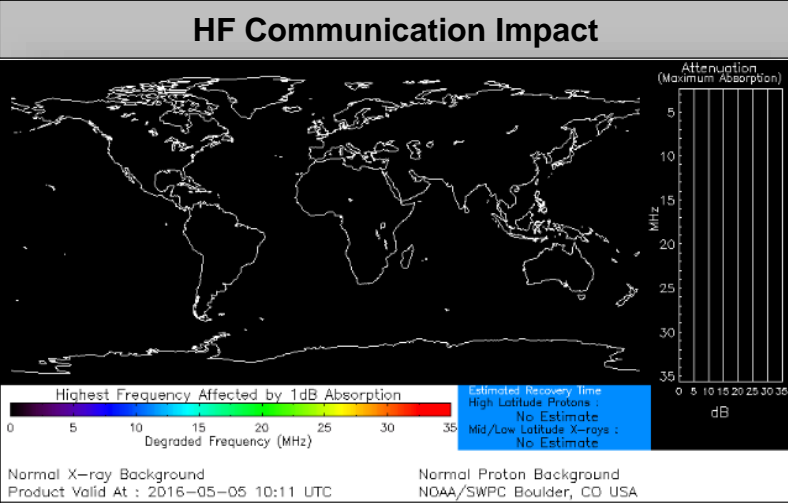 HF Communication Impact
Attenuation
(Maximum Absorption)
5
10
15
20
25
30
35
MHz
0 5 10 15 20 25 30 35
dB
Highest Frequency Affected by 1dB Absorption
0 5 10 15 20 25 30 35
Degraded Frequency (MHz)
Estimated Recovery Time
High Latitude Protons :
No Estimate
Mid/Low Latitude X-rays :
No Estimate
Normal X-ray Background
Normal Proton Background
Product Valid At : 2016-05-05 10:11 UTC
NOAA/SWPC Boulder, CO USA